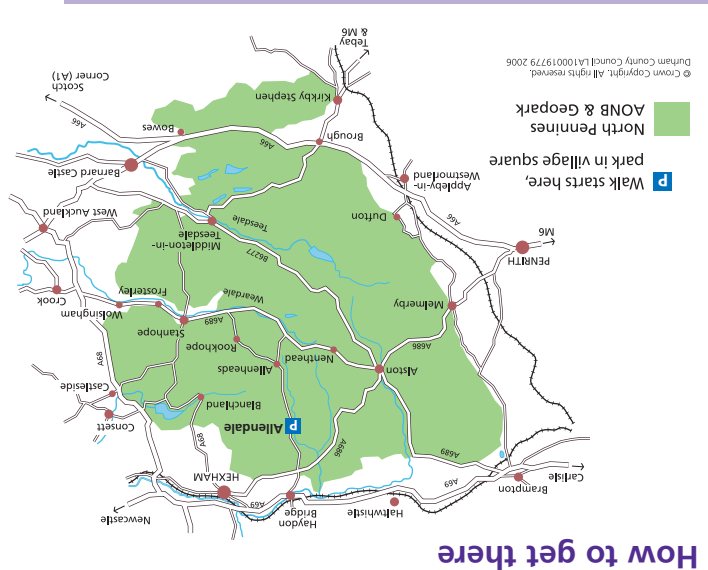 How to get there
Newcastle
Haydon
Bridge
Haltwhistle
A69
Brampton
A69
HEXHAM
Carlisle
A689
A686
A68
P Allendale
Consett
Blanchland
Castleside
Alston
Allenheads
Nenthead
Rookhope
A68
A686
Stanhope
A689
Wolsingham
Melmerby
Frosterley
Weardale
Crook
PENRITH
M6
B6277
Middleton-in-
Teesdale
Teesdale
West Auckland
A66
Dufton
Appleby-in-
Westmorland
Barnard Castle
A66
Brough
Bowes
A66
Kirkby Stephen
Scotch
Corner (A1)
Tebay
& M6
P Walk starts here,
park in village square
North Pennines
AONB & Geopark
© Crown Copyright. All rights reserved.
Durham County Council LA100019779 2006